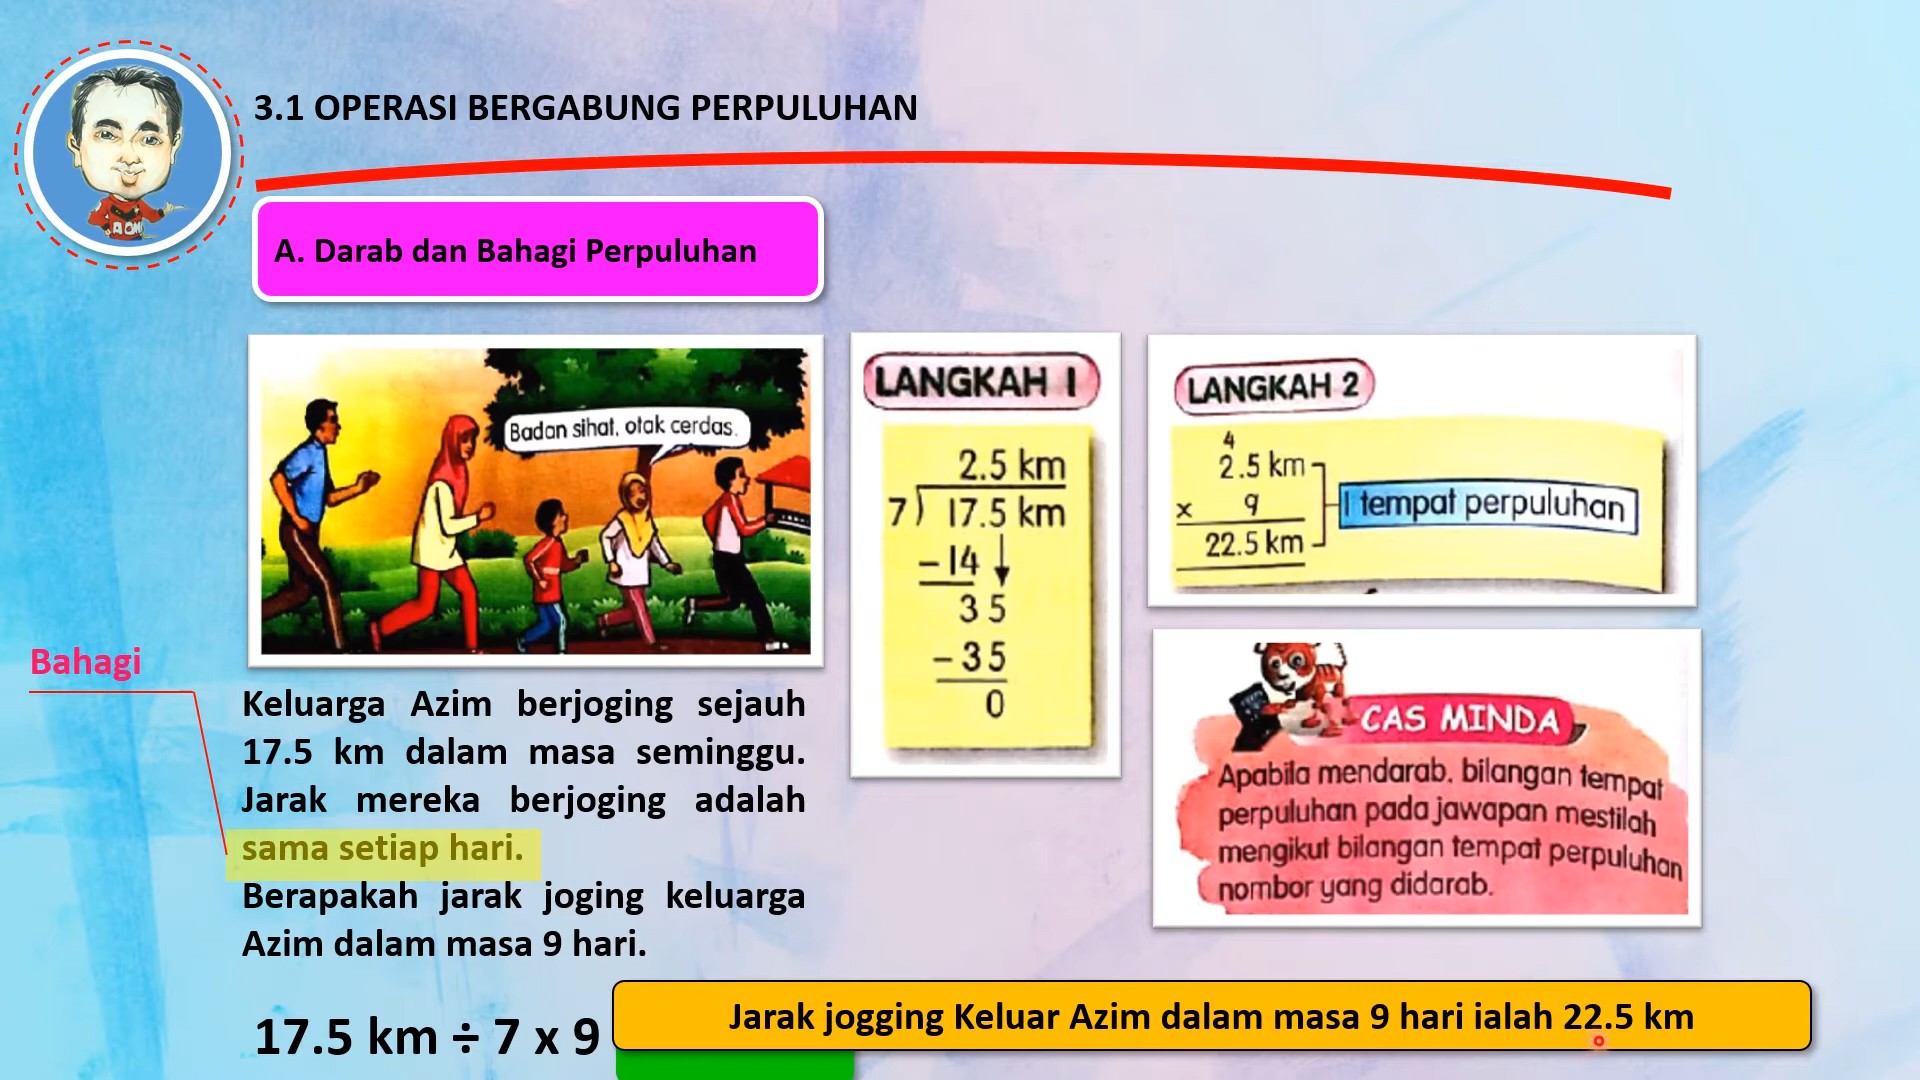 3.1 OPERASI BERGABUNG PERPULUHAN
A. Darab dan Bahagi Perpuluhan
Badan sihat, otak cerdas.
LANGKAH 1
2.5 km
7) 17.5 km
-14
35
-35
0
LANGKAH 2
4
2.5 km
x 9
22.5 km
1 tempat perpuluhan
CAS MINDA
Apabila mendarab, bilangan tempat
perpuluhan pada jawapan mestilah
mengikut bilangan tempat perpuluhan
nombor yang didarab.
Bahagi
Keluarga Azim berjoging sejauh
17.5 km dalam masa seminggu.
Jarak mereka berjoging adalah
sama setiap hari.
Berapakah jarak joging keluarga
Azim dalam masa 9 hari.
17.5 km ÷ 7 x 9
Jarak jogging Keluar Azim dalam masa 9 hari ialah 22.5 km